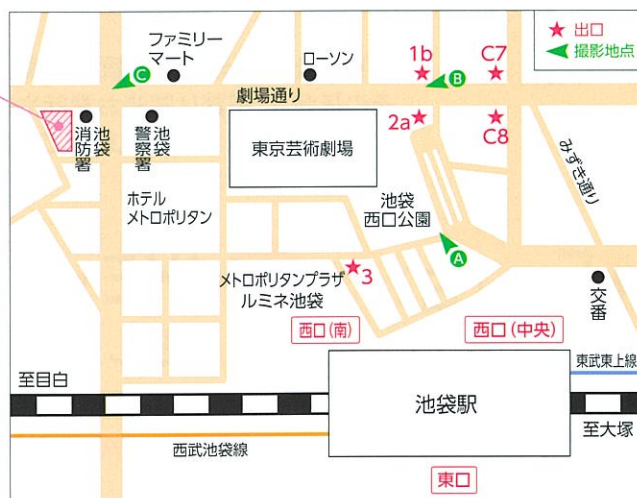 ★ 出口
撮影地点
ファミリー
マート
ローソン
1b
C7
C
B
劇場通り
2a
C8
池袋
消防署
池袋
警察署
東京芸術劇場
みずき通り
ホテル
メトロポリタン
池袋
西口公園
A
メトロポリタンプラザ
ルミネ池袋
3
交番
西口(南)
西口(中央)
東武東上線
至目白
池袋駅
至大塚
西武池袋線
東口